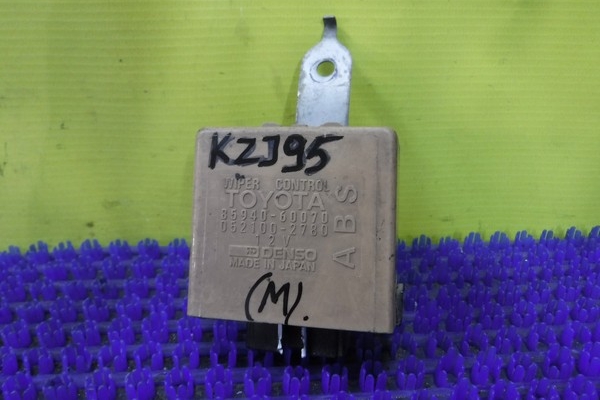 KZJ95
WIPER CONTROL
TOYOTA
85940-60070
052100-2780
12V
DENSO
MADE IN JAPAN
ABS
(M).